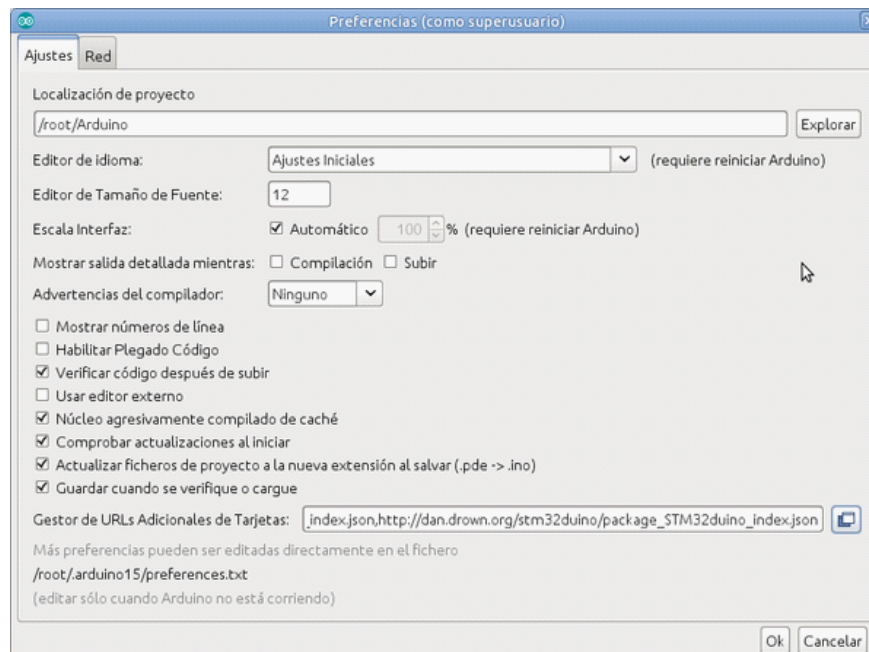 Preferencias (como superusuario)
Ajustes Red
Localización de proyecto
/root/Arduino Explorar
Editor de idioma: Ajustes Iniciales (requiere reiniciar Arduino)
Editor de Tamaño de Fuente: 12
Escala Interfaz: Automático 100 % (requiere reiniciar Arduino)
Mostrar salida detallada mientras: Compilación Subir
Advertencias del compilador: Ninguno
Mostrar números de línea
Habilitar Plegado Código
Verificar código después de subir
Usar editor externo
Núcleo agresivamente compilado de caché
Comprobar actualizaciones al iniciar
Actualizar ficheros de proyecto a la nueva extensión al salvar (.pde -> .ino)
Guardar cuando se verifique o cargue
Gestor de URLs Adicionales de Tarjetas: _index.json,http://dan.drown.org/stm32duino/package_STM32duino_index.json
Más preferencias pueden ser editadas directamente en el fichero
/root/.arduino15/preferences.txt
(editar sólo cuando Arduino no está corriendo)
Ok Cancelar